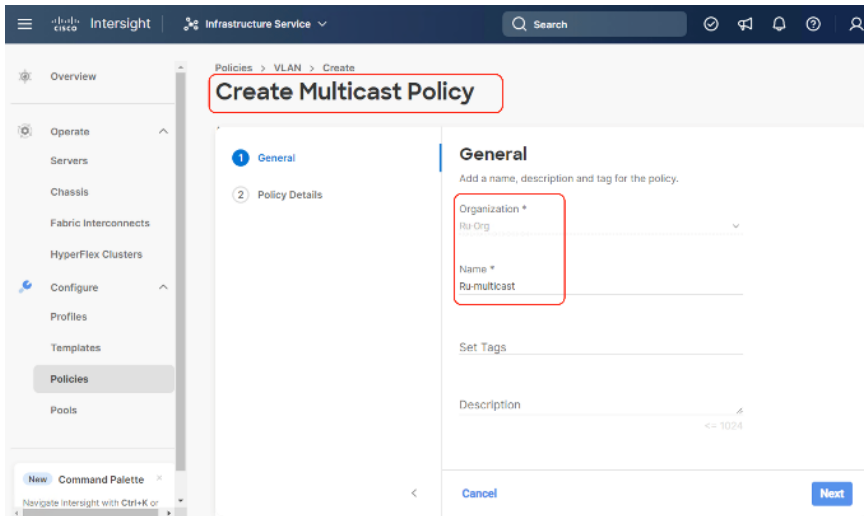 cisco Intersight
Infrastructure Service
Search
Overview
Operate
Servers
Chassis
Fabric Interconnects
HyperFlex Clusters
Configure
Profiles
Templates
Policies
Pools
New Command Palette
Navigate Intersight with Ctrl+K or
Policies > VLAN > Create
Create Multicast Policy
1 General
2 Policy Details
General
Add a name, description and tag for the policy.
Organization *
Ru-Org
Name *
Ru-multicast
Set Tags
Description
<= 1024
Cancel
Next